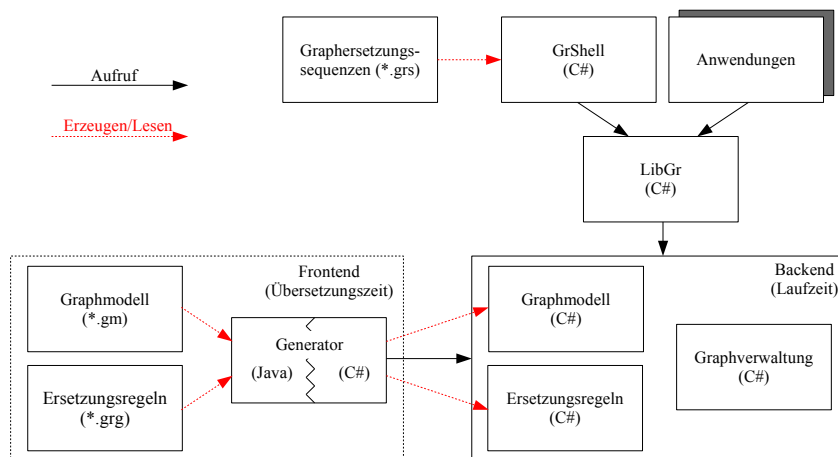 Graphersetzungs-
sequenzen (*.grs)
GrShell
(C#)
Anwendungen
Aufruf
Erzeugen/Lesen
LibGr
(C#)
Frontend
(Übersetzungszeit)
Backend
(Laufzeit)
Graphmodell
(*.gm)
Generator
(Java) (C#)
Graphmodell
(C#)
Graphverwaltung
(C#)
Ersetzungsregeln
(*.grg)
Ersetzungsregeln
(C#)